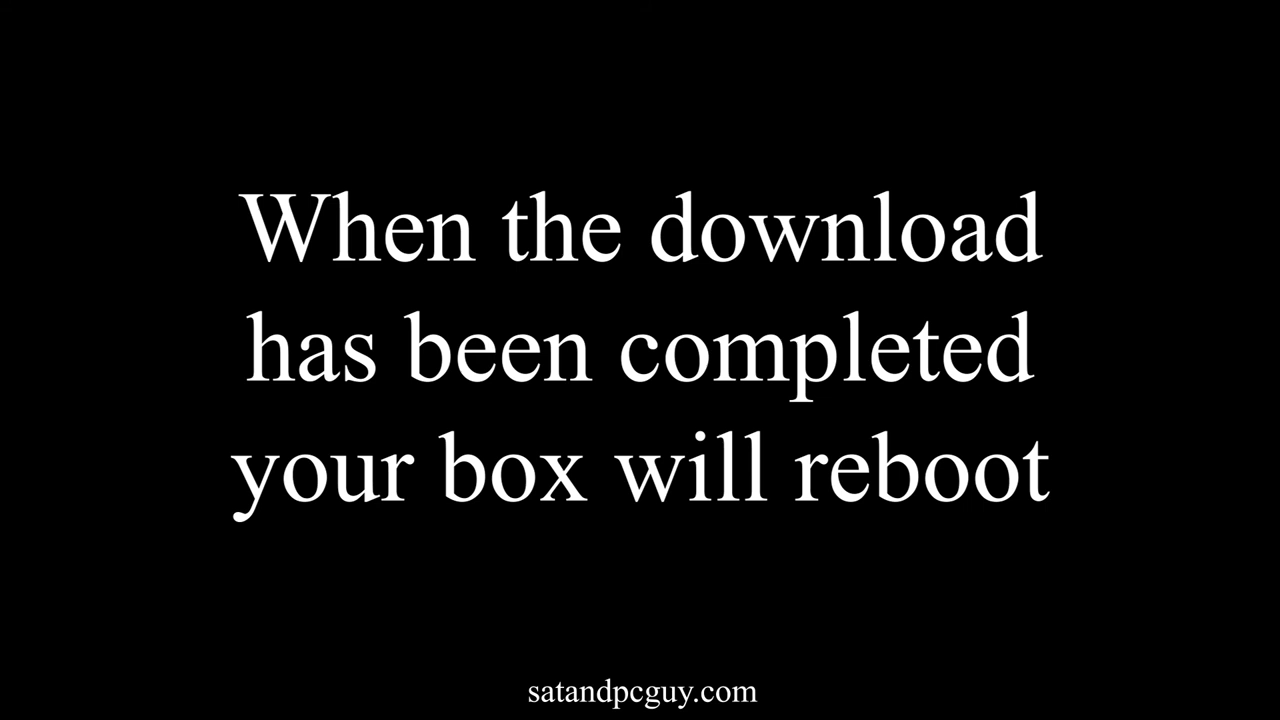 When the download
has been completed
your box will reboot
satandpcguy.com